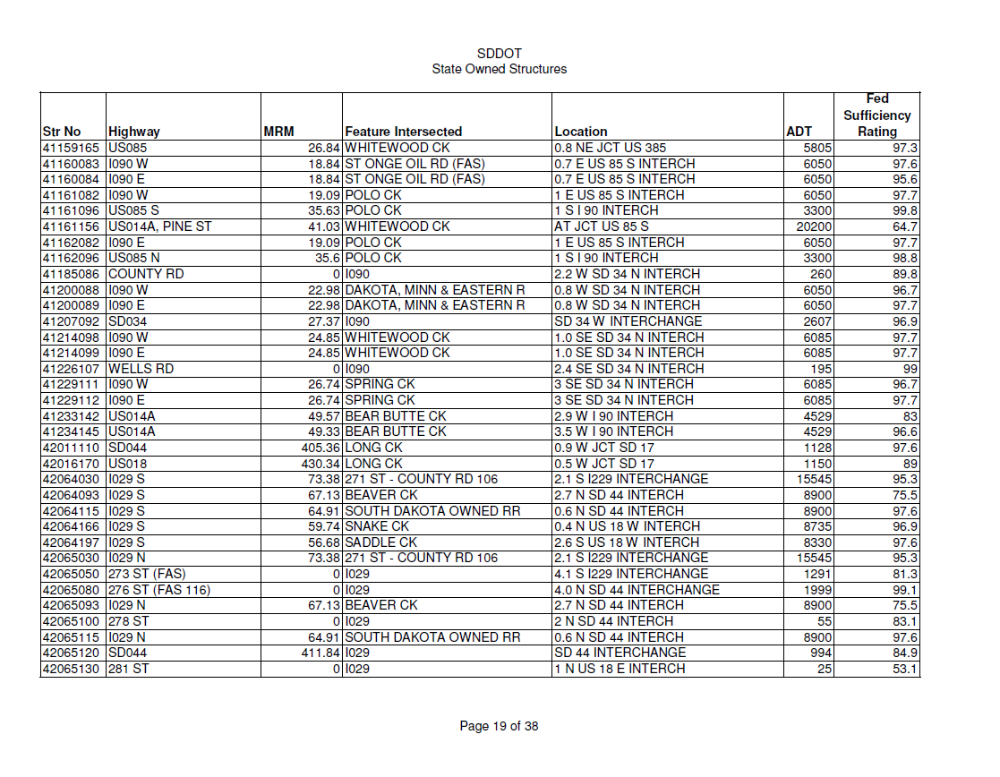 SDDOT
State Owned Structures
Str No Highway MRM Feature Intersected Location ADT Fed Sufficiency Rating
41159165 US085 26.84 WHITEWOOD CK 0.8 NE JCT US 385 5805 97.3
41160083 I090 W 18.84 ST ONGE OIL RD (FAS) 0.7 E US 85 S INTERCH 6050 97.6
41160084 I090 E 18.84 ST ONGE OIL RD (FAS) 0.7 E US 85 S INTERCH 6050 95.6
41161082 I090 W 19.09 POLO CK 1 E US 85 S INTERCH 6050 97.7
41161096 US085 S 35.63 POLO CK 1 S I 90 INTERCH 3300 99.8
41161156 US014A, PINE ST 41.03 WHITEWOOD CK AT JCT US 85 S 20200 64.7
41162082 I090 E 19.09 POLO CK 1 E US 85 S INTERCH 6050 97.7
41162096 US085 N 35.6 POLO CK 1 S I 90 INTERCH 3300 98.8
41185086 COUNTY RD 0 I090 2.2 W SD 34 N INTERCH 260 89.8
41200088 I090 W 22.98 DAKOTA, MINN & EASTERN R 0.8 W SD 34 N INTERCH 6050 96.7
41200089 I090 E 22.98 DAKOTA, MINN & EASTERN R 0.8 W SD 34 N INTERCH 6050 97.7
41207092 SD034 27.37 I090 SD 34 W INTERCHANGE 2607 96.9
41214098 I090 W 24.85 WHITEWOOD CK 1.0 SE SD 34 N INTERCH 6085 97.7
41214099 I090 E 24.85 WHITEWOOD CK 1.0 SE SD 34 N INTERCH 6085 97.7
41226107 WELLS RD 0 I090 2.4 SE SD 34 N INTERCH 195 99
41229111 I090 W 26.74 SPRING CK 3 SE SD 34 N INTERCH 6085 96.7
41229112 I090 E 26.74 SPRING CK 3 SE SD 34 N INTERCH 6085 97.7
41233142 US014A 49.57 BEAR BUTTE CK 2.9 W I 90 INTERCH 4529 83
41234145 US014A 49.33 BEAR BUTTE CK 3.5 W I 90 INTERCH 4529 96.6
42011110 SD044 405.36 LONG CK 0.9 W JCT SD 17 1128 97.6
42016170 US018 430.34 LONG CK 0.5 W JCT SD 17 1150 89
42064030 I029 S 73.38 271 ST - COUNTY RD 106 2.1 S I229 INTERCHANGE 15545 95.3
42064093 I029 S 67.13 BEAVER CK 2.7 N SD 44 INTERCH 8900 75.5
42064115 I029 S 64.91 SOUTH DAKOTA OWNED RR 0.6 N SD 44 INTERCH 8900 97.6
42064166 I029 S 59.74 SNAKE CK 0.4 N US 18 W INTERCH 8735 96.9
42064197 I029 S 56.68 SADDLE CK 2.6 S US 18 W INTERCH 8330 97.6
42065030 I029 N 73.38 271 ST - COUNTY RD 106 2.1 S I229 INTERCHANGE 15545 95.3
42065050 273 ST (FAS) 0 I029 4.1 S I229 INTERCHANGE 1291 81.3
42065080 276 ST (FAS 116) 0 I029 4.0 N SD 44 INTERCHANGE 1999 99.1
42065093 I029 N 67.13 BEAVER CK 2.7 N SD 44 INTERCH 8900 75.5
42065100 278 ST 0 I029 2 N SD 44 INTERCH 55 83.1
42065115 I029 N 64.91 SOUTH DAKOTA OWNED RR 0.6 N SD 44 INTERCH 8900 97.6
42065120 SD044 411.84 I029 SD 44 INTERCHANGE 994 84.9
42065130 281 ST 0 I029 1 N US 18 E INTERCH 25 53.1
Page 19 of 38